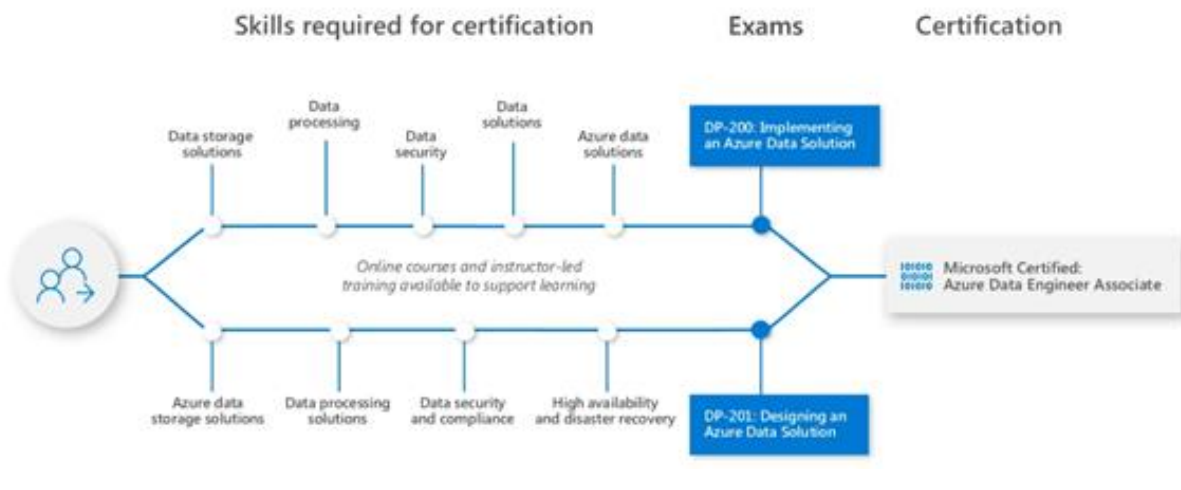 Skills required for certification
Exams
Certification
Data storage
solutions
Data
processing
Data
security
Data
solutions
Azure data
solutions
DP-200: Implementing
an Azure Data Solution
Online courses and instructor-led
training available to support learning
101010
010101
101010
Microsoft Certified:
Azure Data Engineer Associate
Azure data
storage solutions
Data processing
solutions
Data security
and compliance
High availability
and disaster recovery
DP-201: Designing an
Azure Data Solution